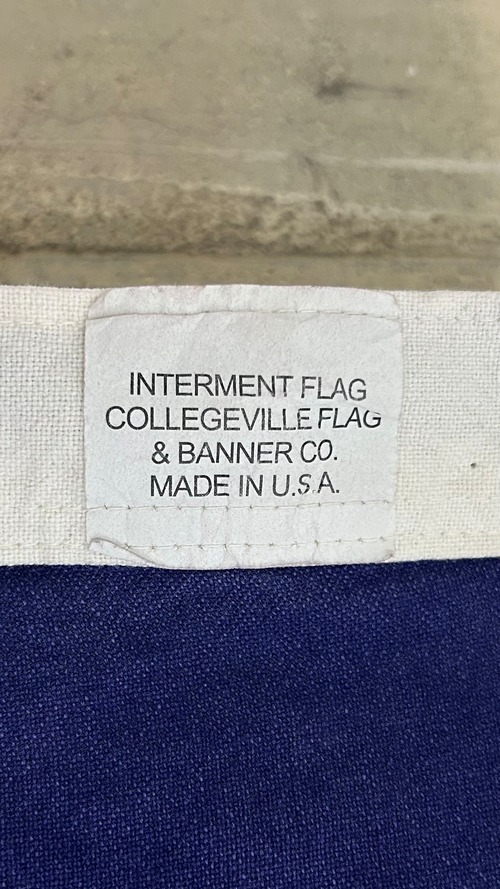 INTERMENT FLAG
COLLEGEVILLE FLAG
& BANNER CO.
MADE IN U.S.A.